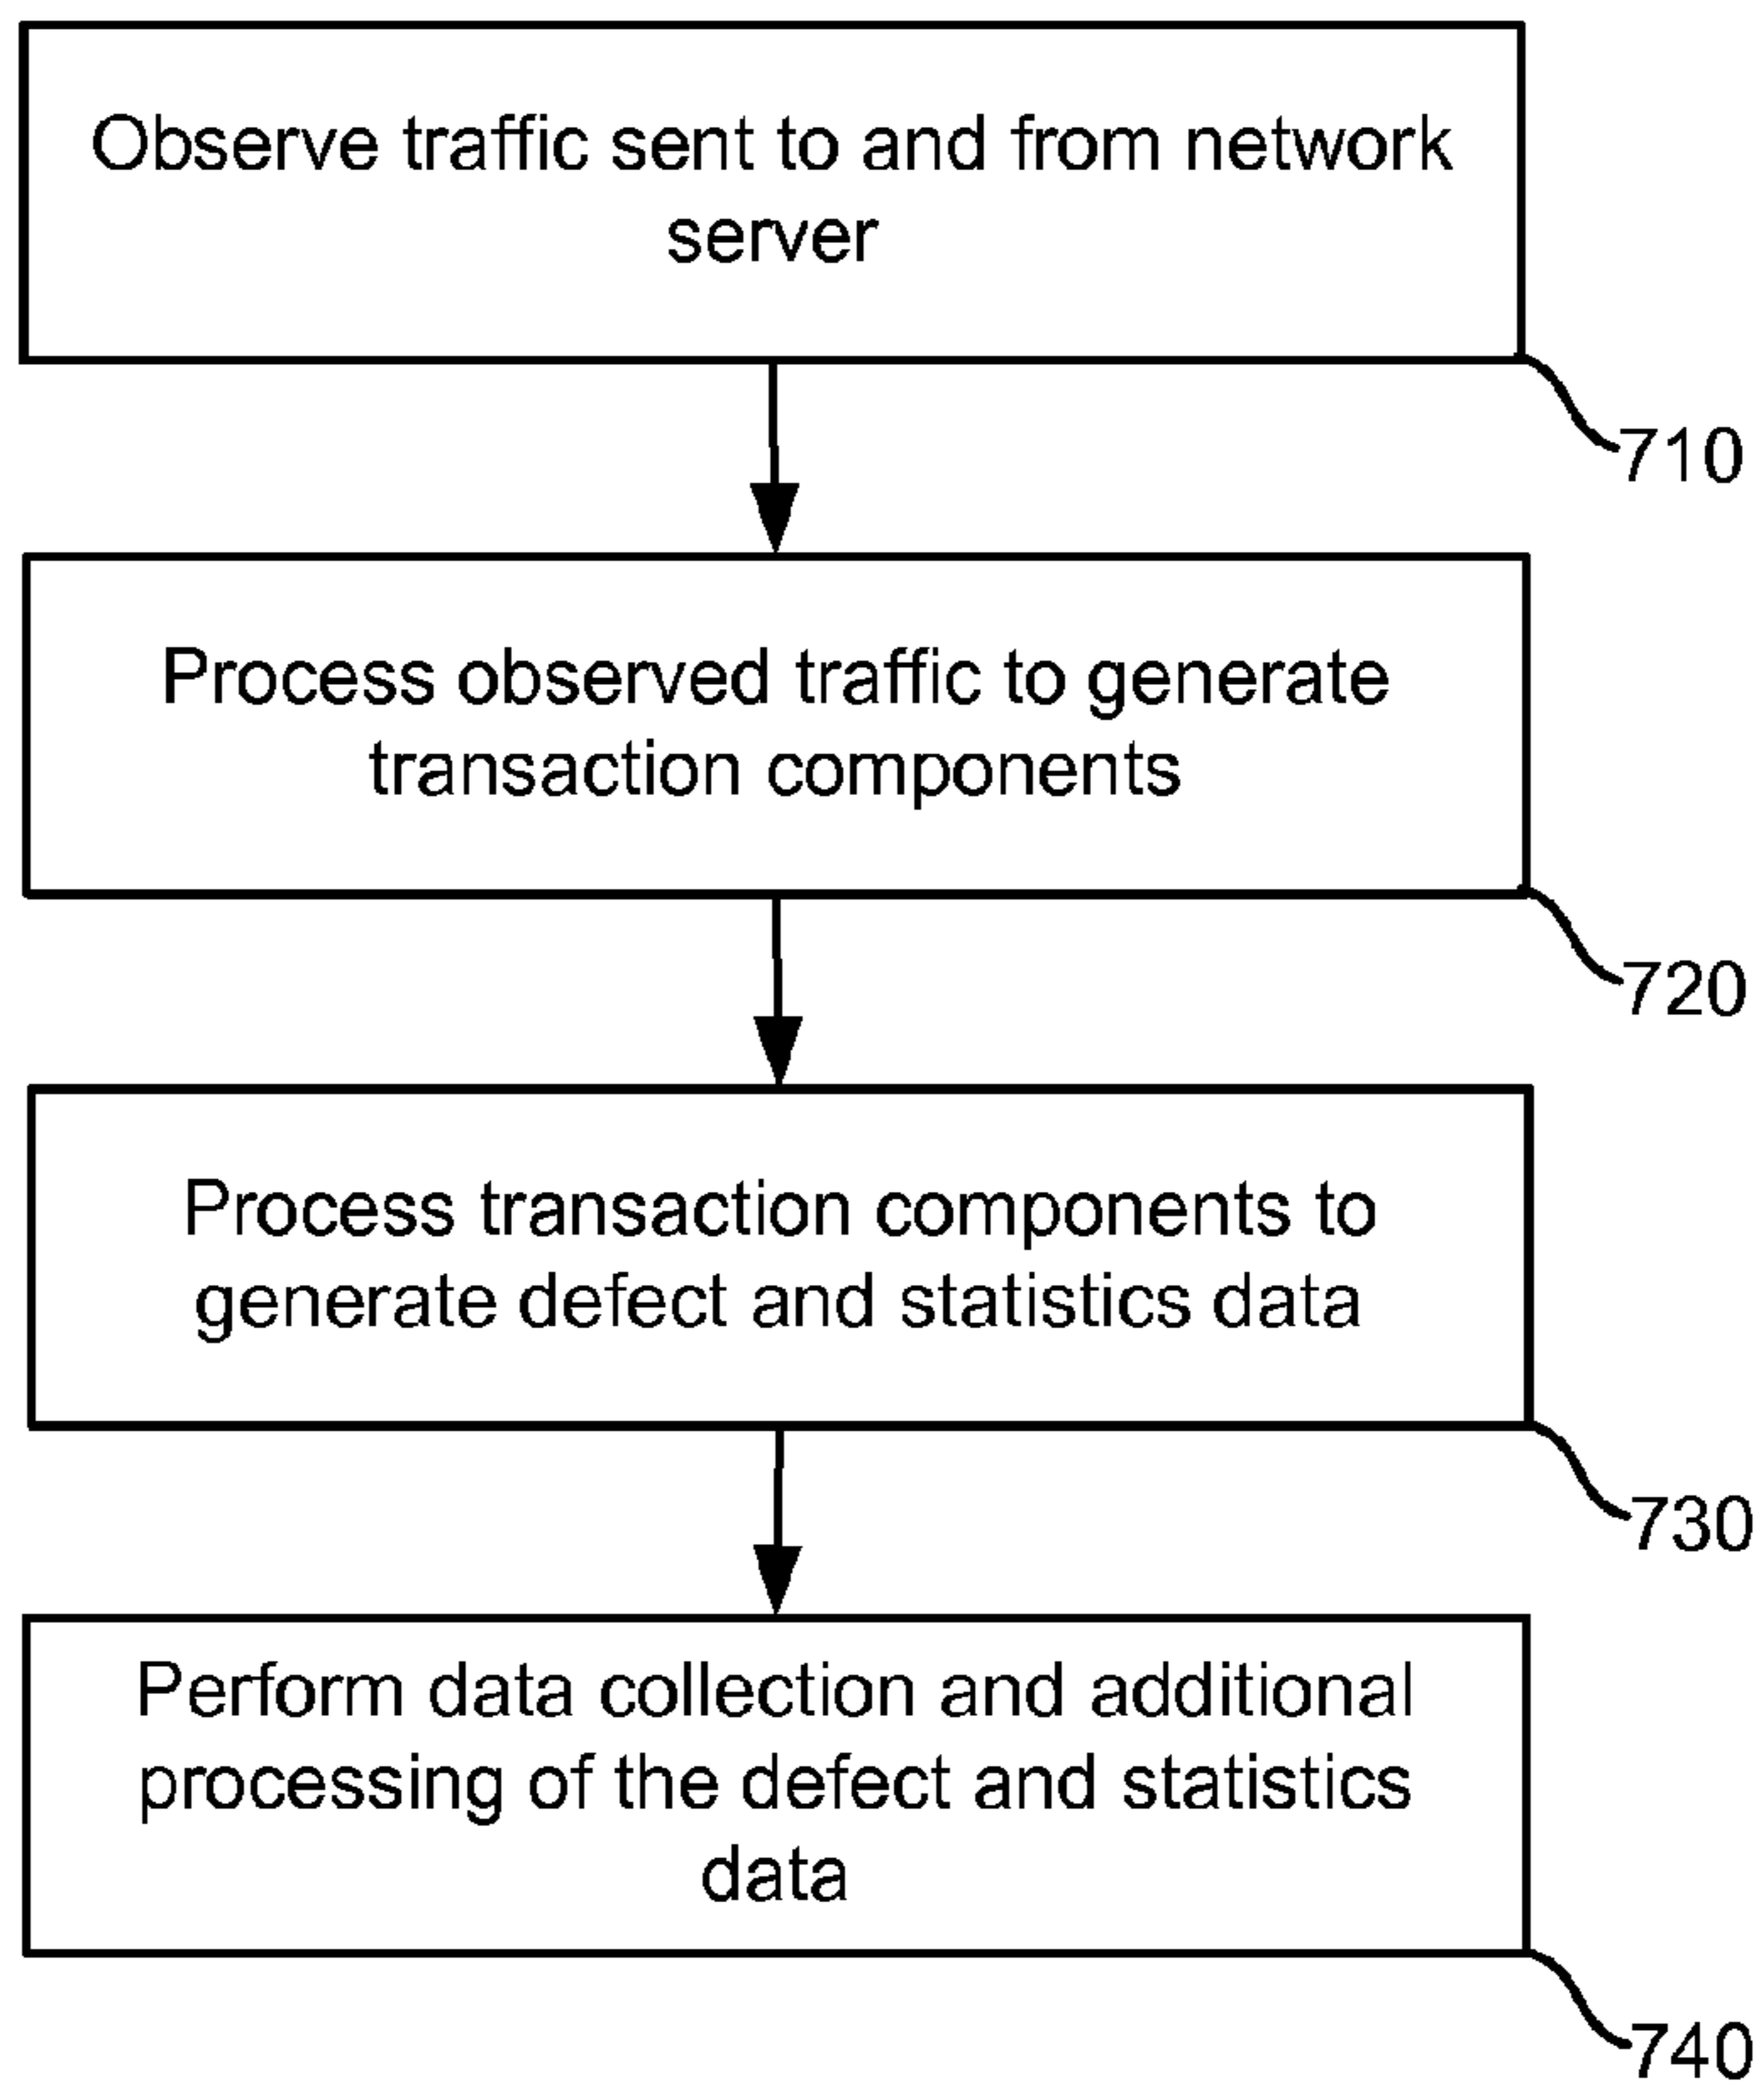 Observe traffic sent to and from network
server
710
Process observed traffic to generate
transaction components
720
Process transaction components to
generate defect and statistics data
730
Perform data collection and additional
processing of the defect and statistics
data
740